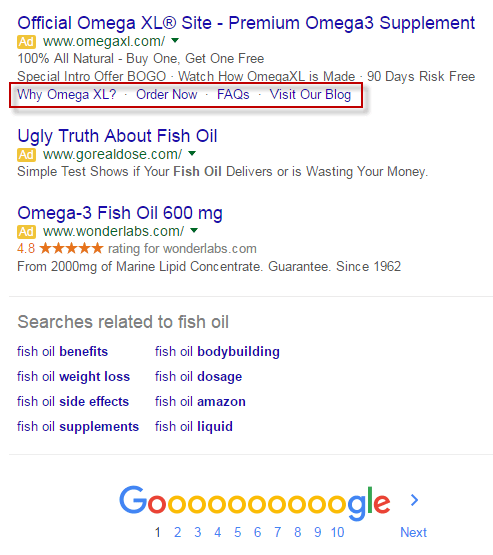 Official Omega XL® Site - Premium Omega3 Supplement
Ad www.omegaxl.com/
100% All Natural - Buy One, Get One Free
Special Intro Offer BOGO · Watch How OmegaXL is Made · 90 Days Risk Free
Why Omega XL? · Order Now · FAQs · Visit Our Blog
Ugly Truth About Fish Oil
Ad www.gorealdose.com/
Simple Test Shows if Your Fish Oil Delivers or is Wasting Your Money.
Omega-3 Fish Oil 600 mg
Ad www.wonderlabs.com/
4.8 ★★★★★ rating for wonderlabs.com
From 2000mg of Marine Lipid Concentrate. Guarantee. Since 1962
Searches related to fish oil
fish oil benefits fish oil bodybuilding
fish oil weight loss fish oil dosage
fish oil side effects fish oil amazon
fish oil supplements fish oil liquid
Goooooooooogle >
1 2 3 4 5 6 7 8 9 10 Next